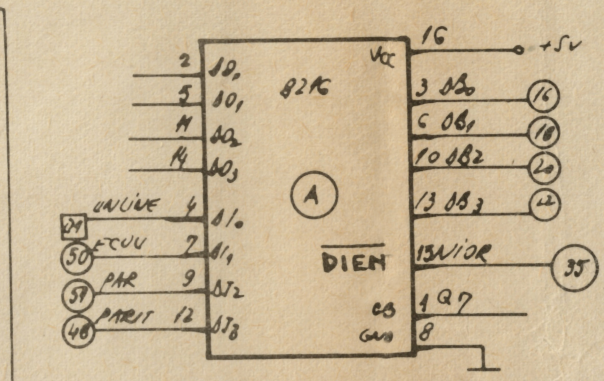 16
VCC +5v
2 DO₀ 8216 3 DB₀ 16
5 DO₁ 6 DB₁ 18
11 DO₂ 10 DB2 20
14 DO₃ A 13 DB3 22
4 DI₀
50 7 DI₁ DIEN 15 NIOR 35
PAR 9 DI2
48 PARIT 12 DI3 CB 1 Q7
GND 8